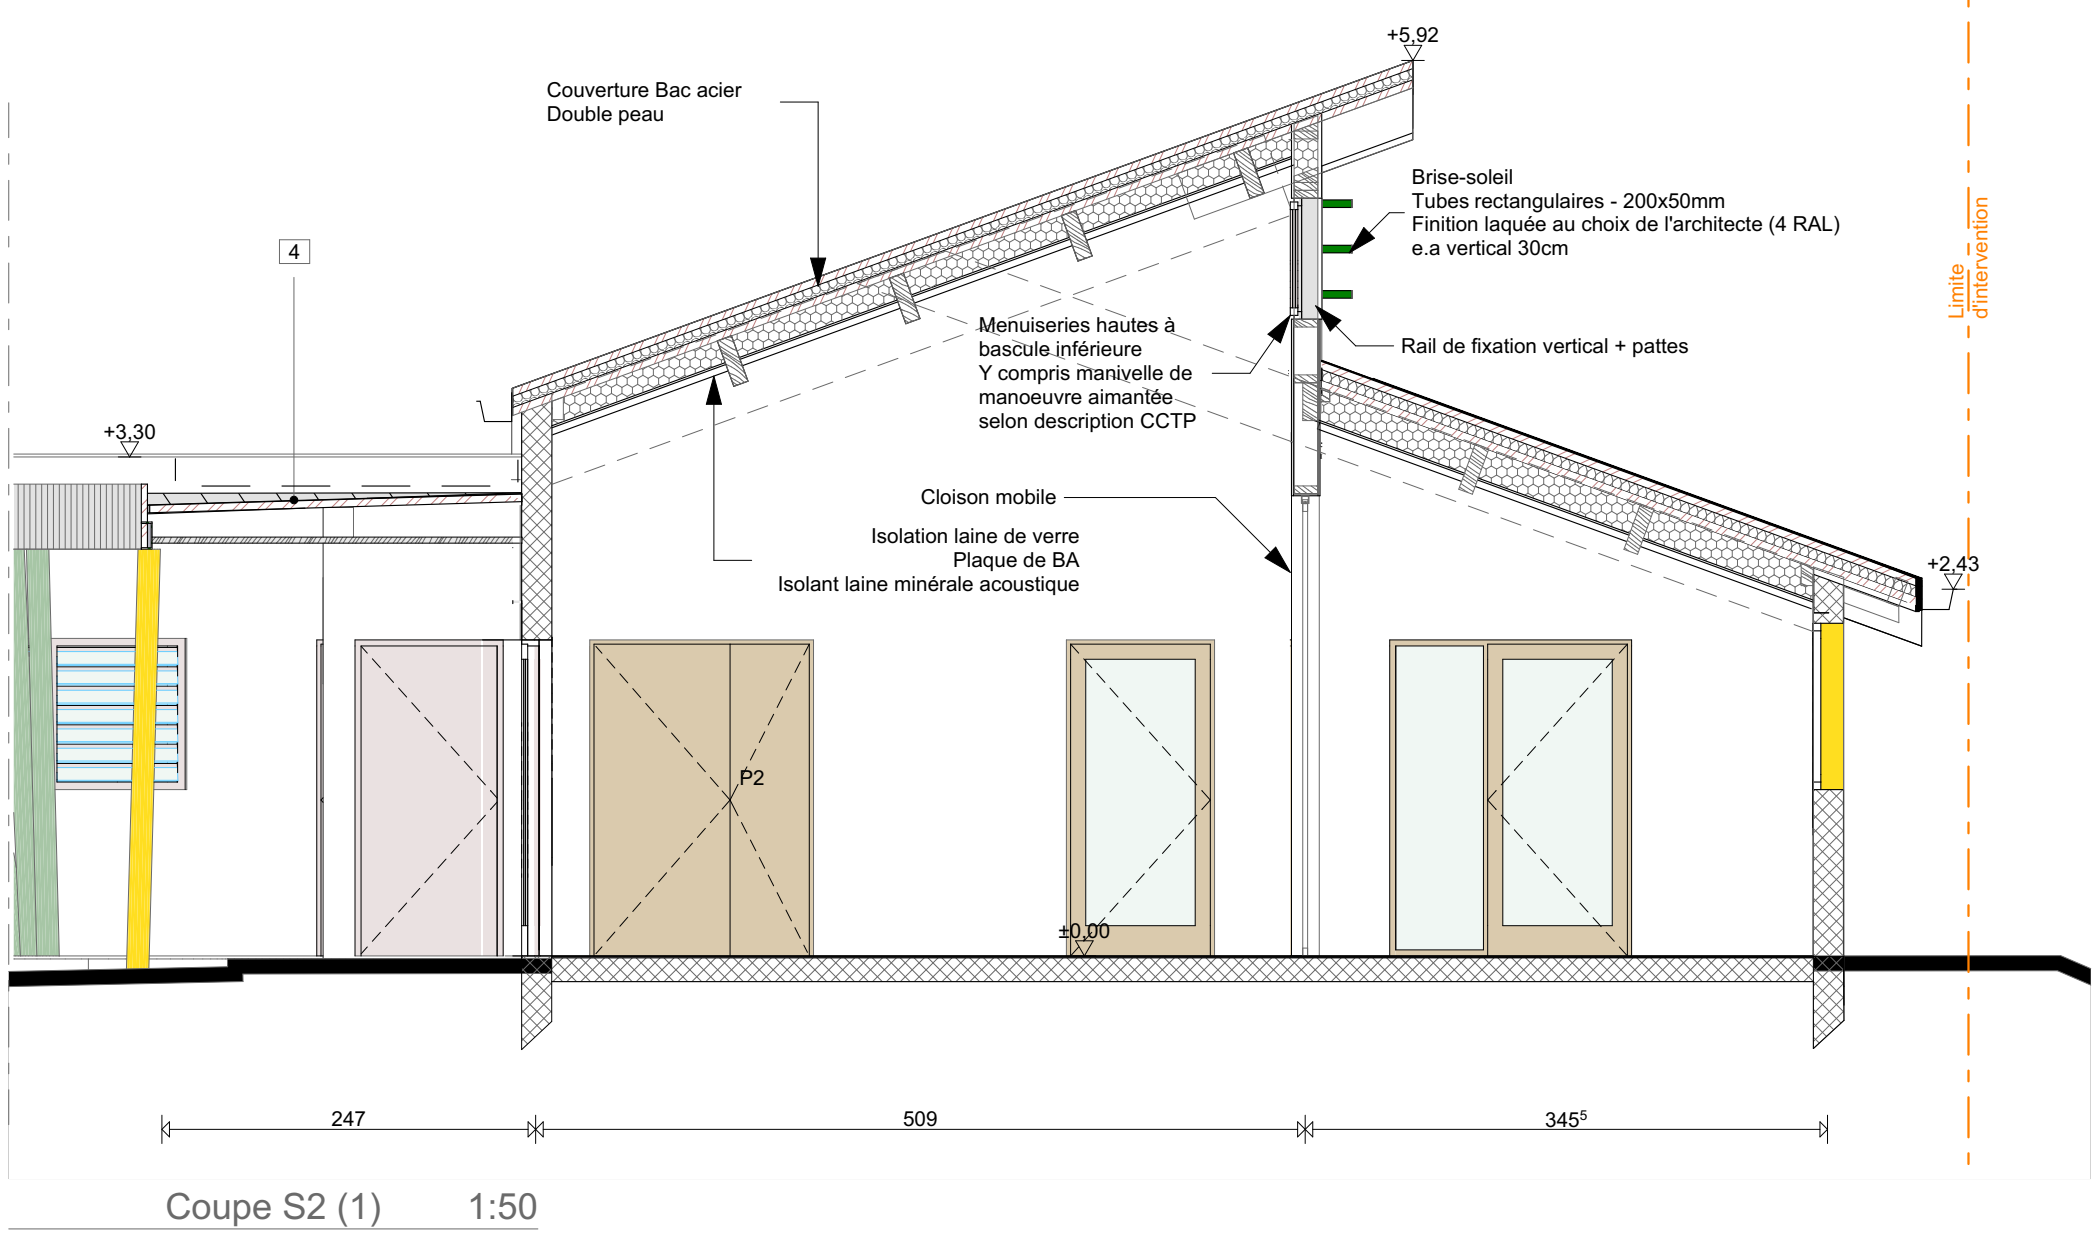 +5,92
Couverture Bac acier
Double peau
Brise-soleil
Tubes rectangulaires - 200x50mm
Finition laquée au choix de l'architecte (4 RAL)
e.a vertical 30cm
4
Limite
d'intervention
Menuiseries hautes à
bascule inférieure
Y compris manivelle de
manoeuvre aimantée
selon description CCTP
Rail de fixation vertical + pattes
+3,30
Cloison mobile
Isolation laine de verre
Plaque de BA
Isolant laine minérale acoustique
+2,43
P2
±0,00
247
509
345⁵
Coupe S2 (1) 1:50